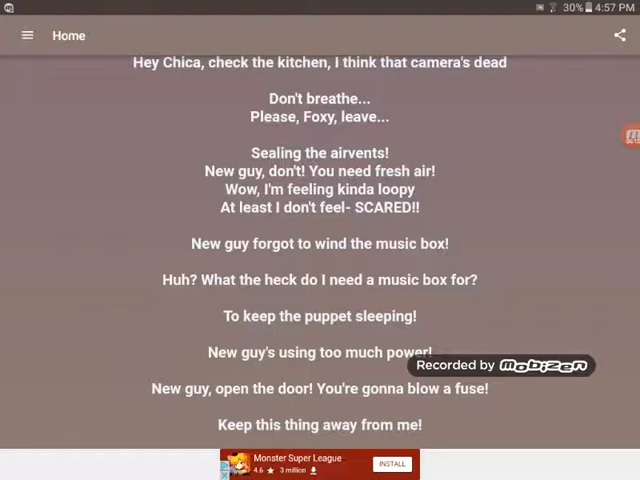 30% 4:57 PM
Home
Hey Chica, check the kitchen, I think that camera's dead
Don't breathe...
Please, Foxy, leave...
Sealing the airvents!
New guy, don't! You need fresh air!
Wow, I'm feeling kinda loopy
At least I don't feel- SCARED!!
New guy forgot to wind the music box!
Huh? What the heck do I need a music box for?
To keep the puppet sleeping!
New guy's using too much power!
Recorded by mobizen
New guy, open the door! You're gonna blow a fuse!
Keep this thing away from me!
Monster Super League
4.6 ★ 3 million
INSTALL